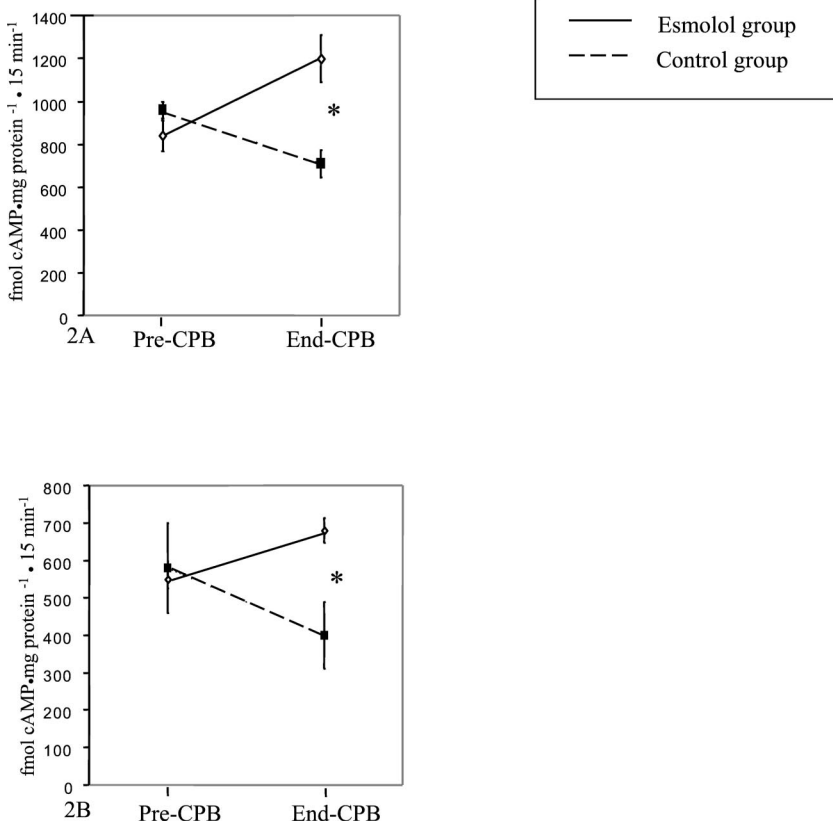 Esmolol group
Control group
fmol cAMP•mg protein ⁻¹ • 15 min⁻¹
1400
1200
1000
800
600
400
200
0
*
2A
Pre-CPB
End-CPB
fmol cAMP•mg protein ⁻¹ • 15 min⁻¹
800
700
600
500
400
300
200
100
0
*
2B
Pre-CPB
End-CPB